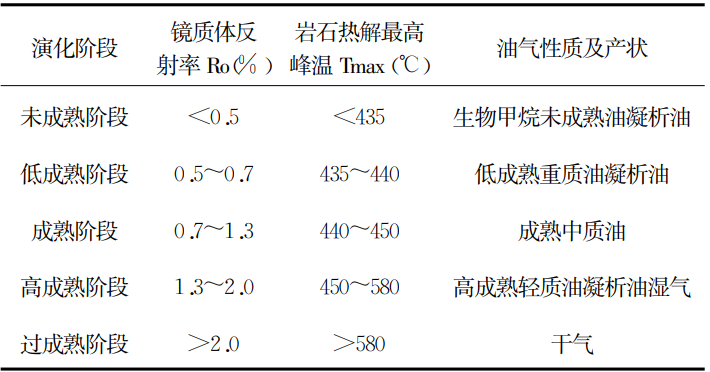 演化阶段 镜质体反射率 Ro(%) 岩石热解最高峰温 Tmax(℃) 油气性质及产状
未成熟阶段 <0.5 <435 生物甲烷未成熟油凝析油
低成熟阶段 0.5~0.7 435~440 低成熟重质油凝析油
成熟阶段 0.7~1.3 440~450 成熟中质油
高成熟阶段 1.3~2.0 450~580 高成熟轻质油凝析油湿气
过成熟阶段 >2.0 >580 干气